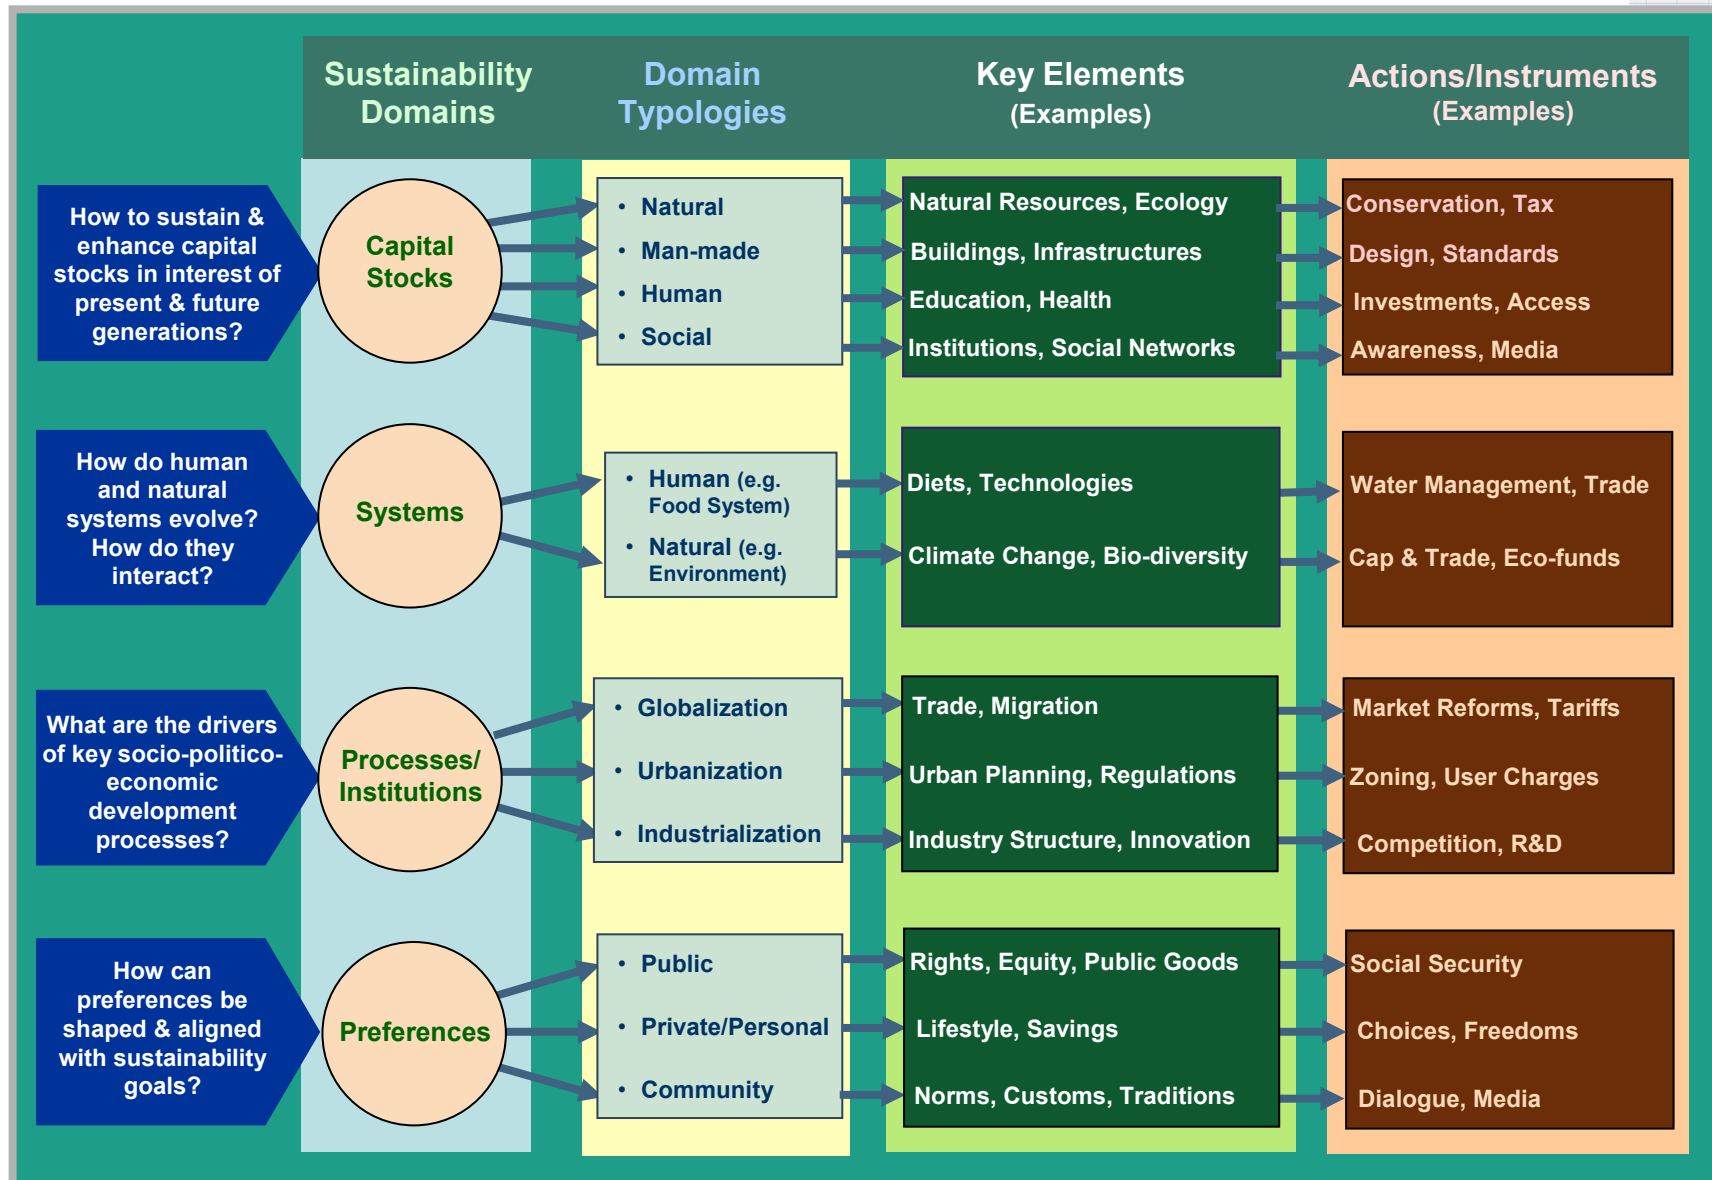 Sustainability
Domains
Domain
Typologies
Key Elements
(Examples)
Actions/Instruments
(Examples)
How to sustain &
enhance capital
stocks in interest of
present & future
generations?
Capital
Stocks
• Natural
• Man-made
• Human
• Social
Natural Resources, Ecology
Buildings, Infrastructures
Education, Health
Institutions, Social Networks
Conservation, Tax
Design, Standards
Investments, Access
Awareness, Media
How do human
and natural
systems evolve?
How do they
interact?
Systems
• Human (e.g.
Food System)
• Natural (e.g.
Environment)
Diets, Technologies
Climate Change, Bio-diversity
Water Management, Trade
Cap & Trade, Eco-funds
What are the drivers
of key socio-politico-
economic
development
processes?
Processes/
Institutions
• Globalization
• Urbanization
• Industrialization
Trade, Migration
Urban Planning, Regulations
Industry Structure, Innovation
Market Reforms, Tariffs
Zoning, User Charges
Competition, R&D
How can
preferences be
shaped & aligned
with sustainability
goals?
Preferences
• Public
• Private/Personal
• Community
Rights, Equity, Public Goods
Lifestyle, Savings
Norms, Customs, Traditions
Social Security
Choices, Freedoms
Dialogue, Media